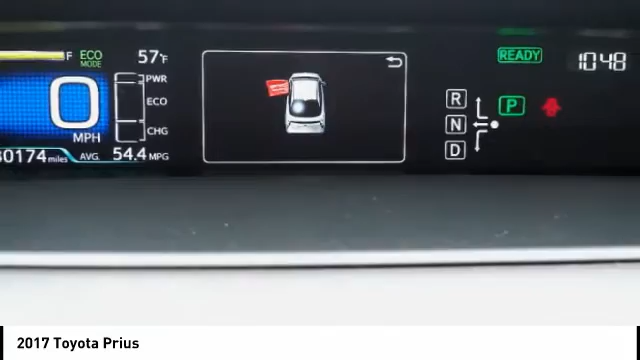 F ECO MODE 57°F
READY 10:48
PWR
ECO
CHG
0 MPH
R
N
D
P
0174 miles AVG. 54.4 MPG
2017 Toyota Prius